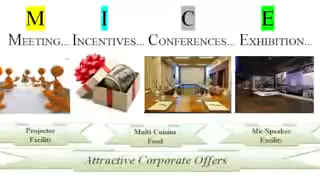 M I C E
MEETING... INCENTIVES... CONFERENCES... EXHIBITION...
Projector Multi Cuisine Mic-Speaker
Facility Food Facility
Attractive Corporate Offers